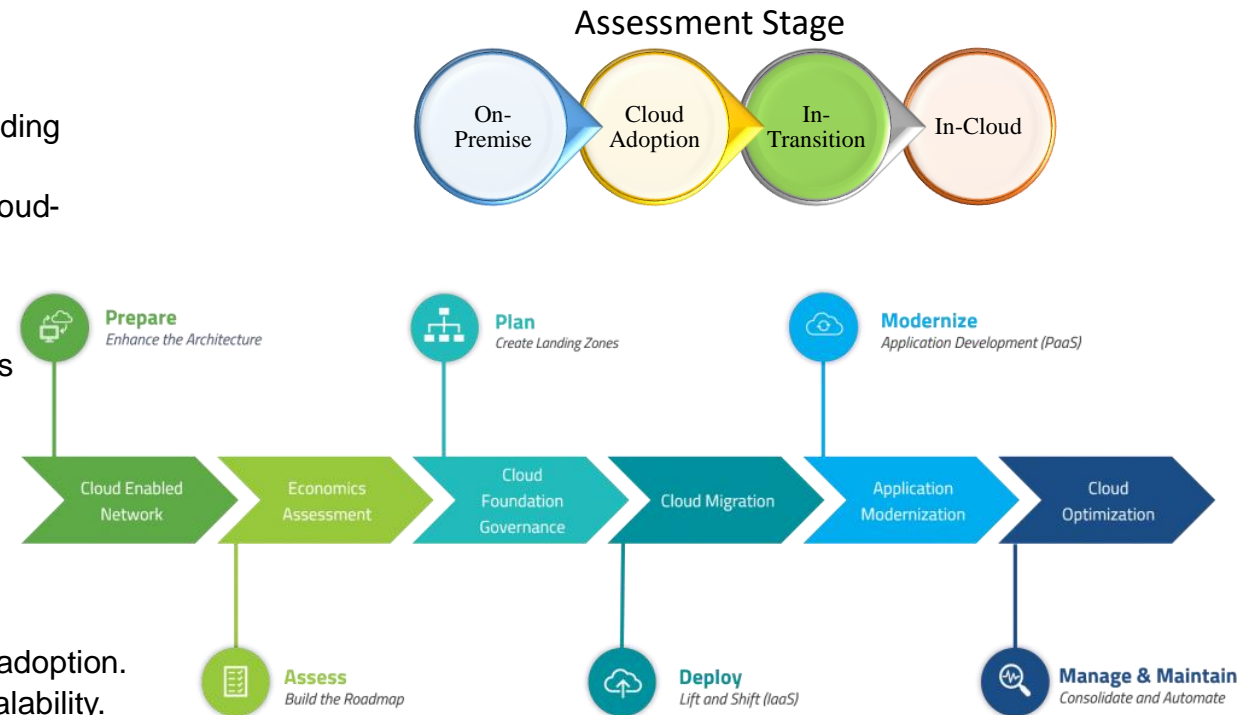 Assessment Stage
On-
Premise
Cloud
Adoption
In-
Transition
In-Cloud
ding
oud-
s
adoption.
alability.
Prepare
Enhance the Architecture
Plan
Create Landing Zones
Modernize
Application Development (PaaS)
Cloud Enabled
Network
Economics
Assessment
Cloud
Foundation
Governance
Cloud Migration
Application
Modernization
Cloud
Optimization
Assess
Build the Roadmap
Deploy
Lift and Shift (IaaS)
Manage & Maintain
Consolidate and Automate